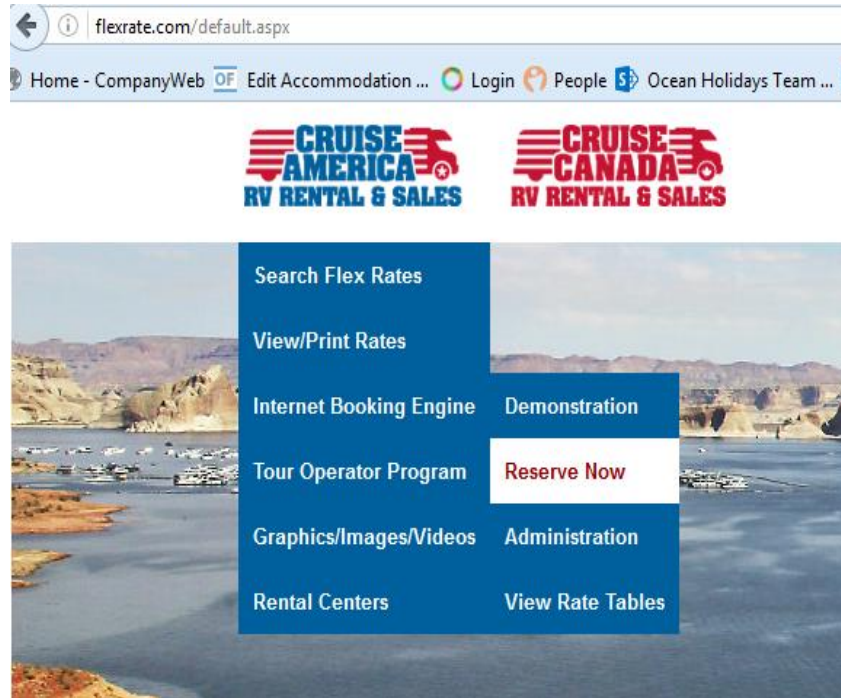 flexrate.com/default.aspx
Home - CompanyWeb OF Edit Accommodation ... Login People S Ocean Holidays Team ...
CRUISE AMERICA RV RENTAL & SALES
CRUISE CANADA RV RENTAL & SALES
Search Flex Rates
View/Print Rates
Internet Booking Engine
Tour Operator Program
Graphics/Images/Videos
Rental Centers
Demonstration
Reserve Now
Administration
View Rate Tables